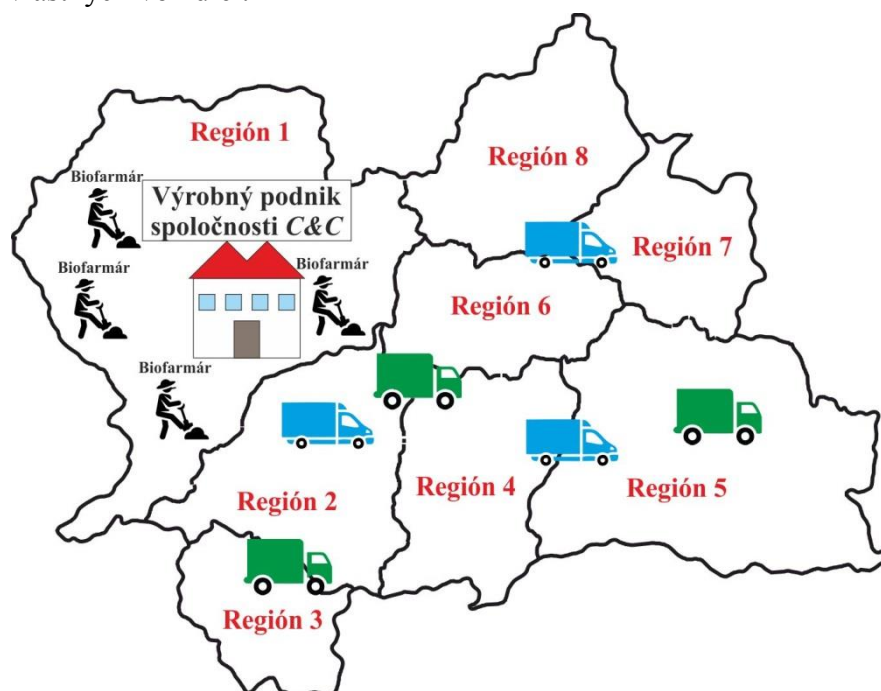 Región 1
Región 8
Biofarmár
Výrobný podnik
spoločnosti C&C
Región 7
Biofarmár
Biofarmár
Región 6
Biofarmár
Región 2
Región 4
Región 5
Región 3